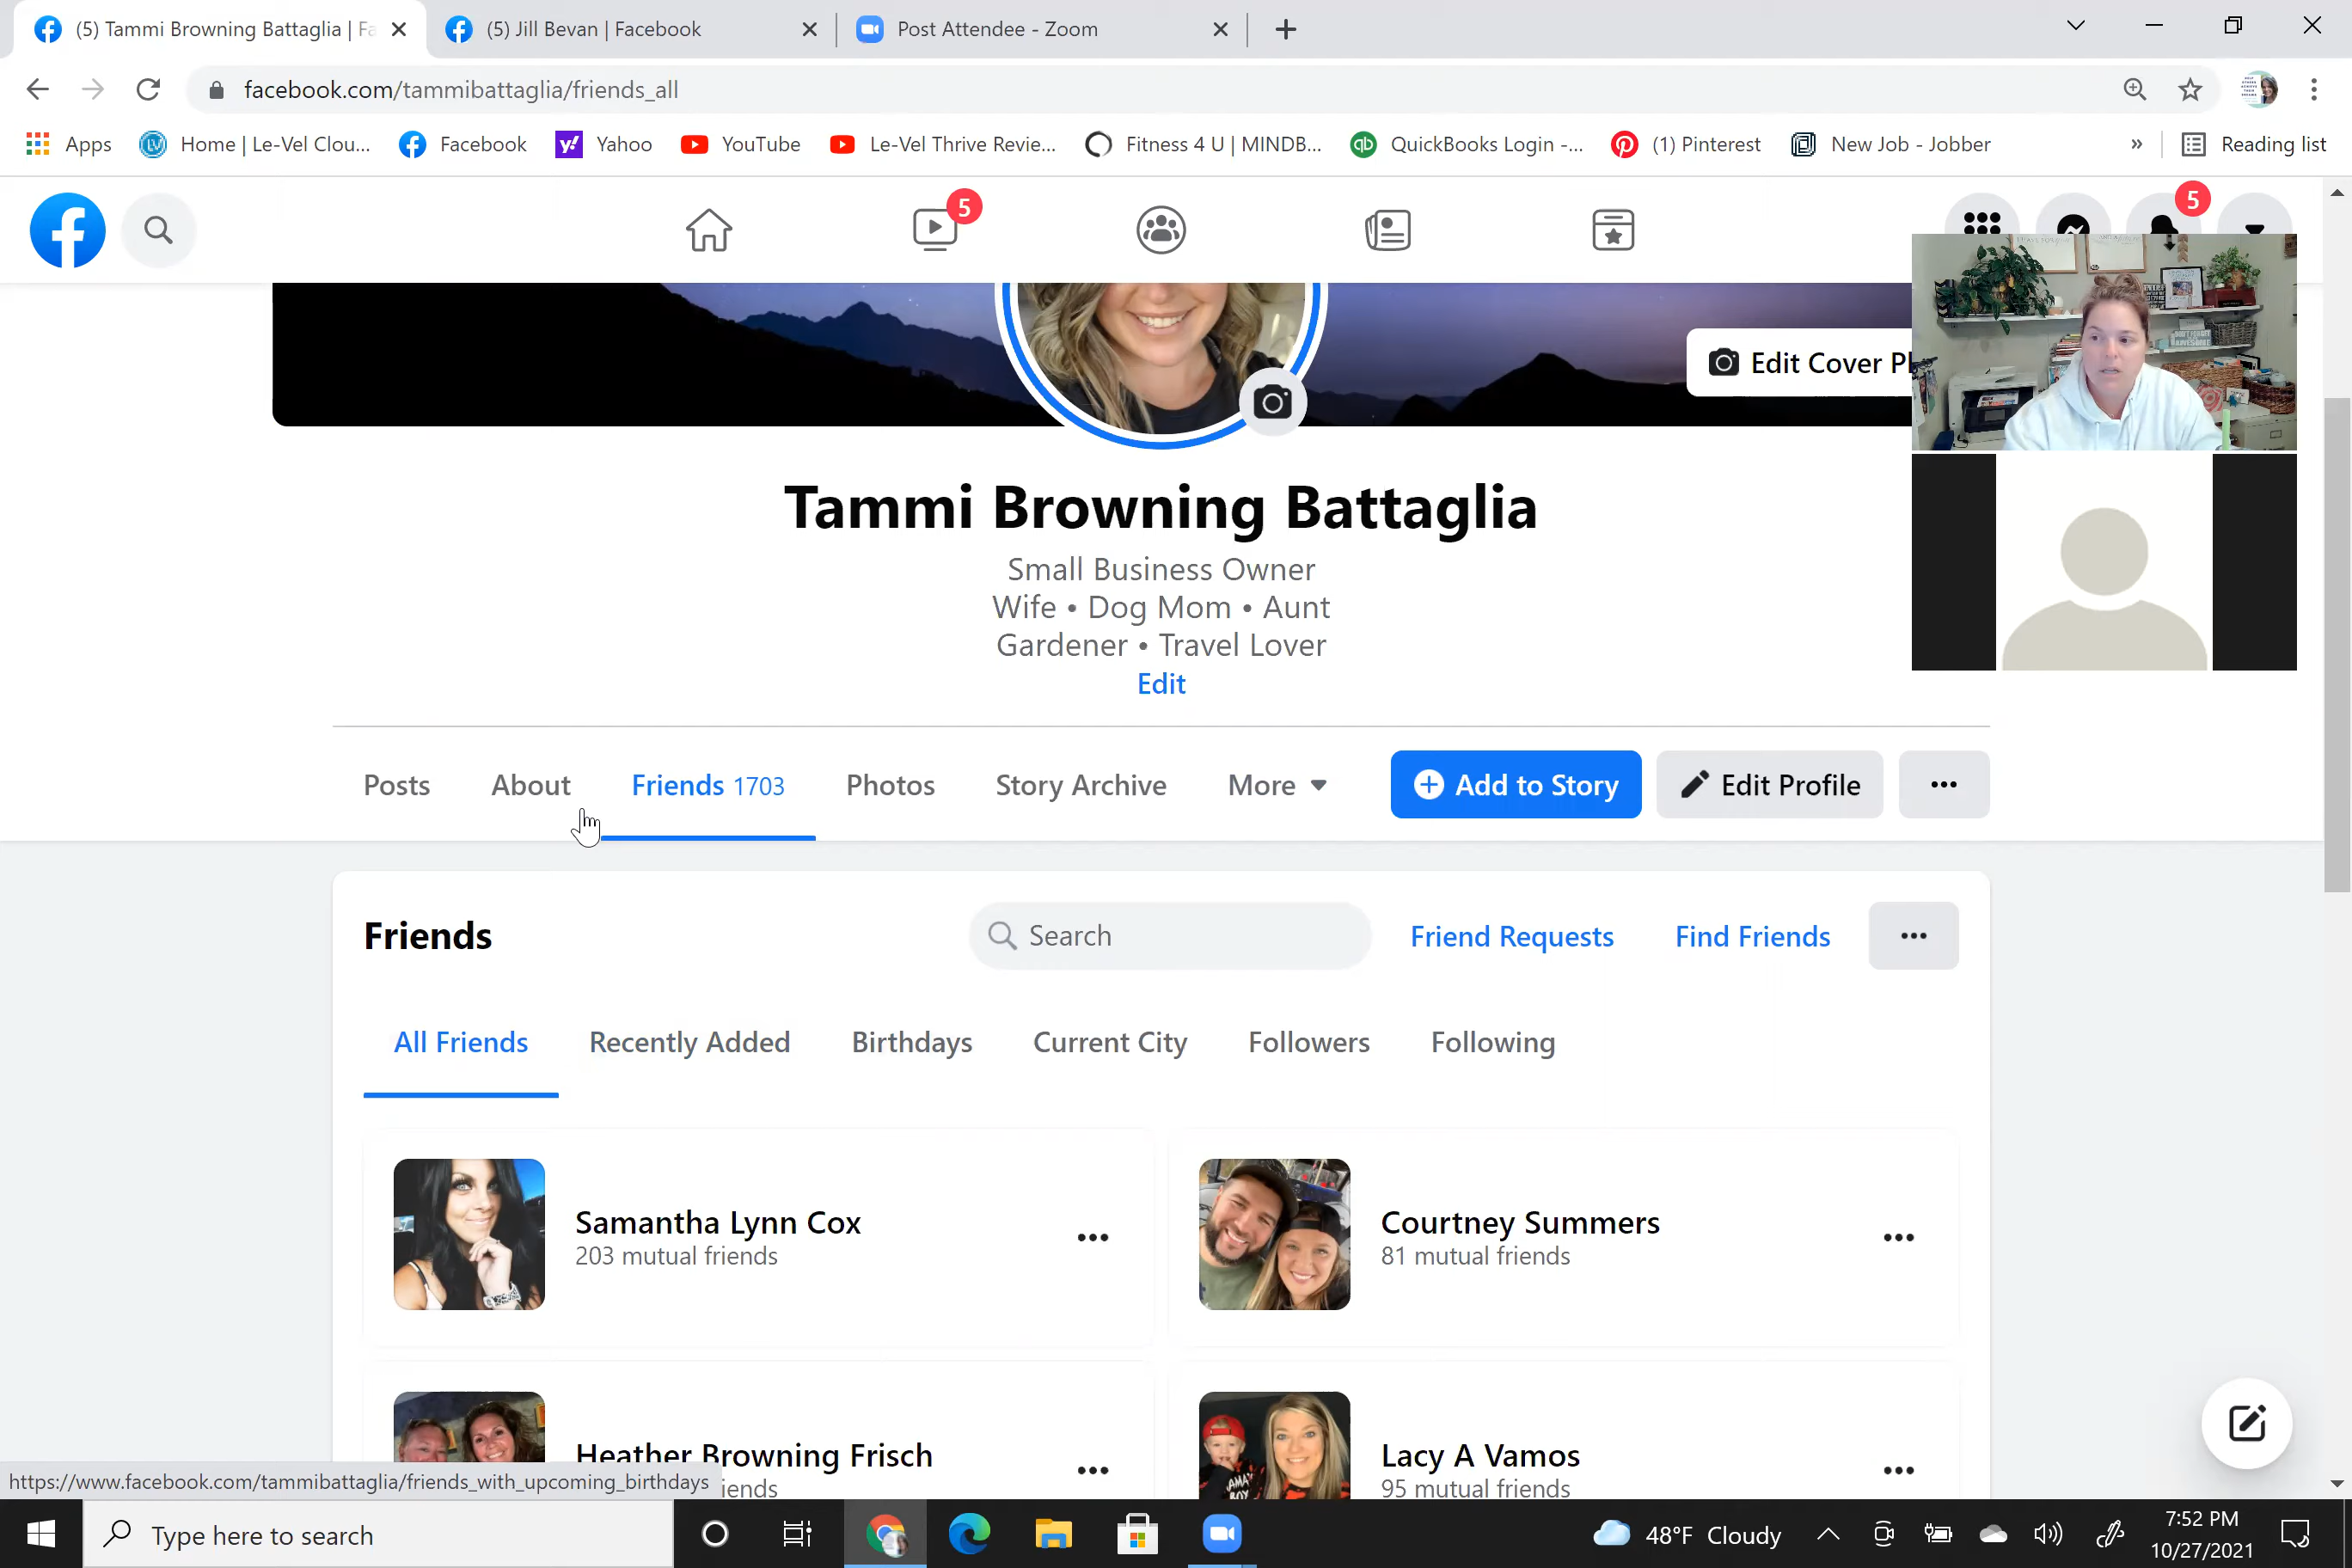 (5) Tammi Browning Battaglia | Fa
(5) Jill Bevan | Facebook
Post Attendee - Zoom
facebook.com/tammibattaglia/friends_all
Apps
Home | Le-Vel Clou...
Facebook
Yahoo
YouTube
Le-Vel Thrive Revie...
Fitness 4 U | MINDB...
QuickBooks Login -...
(1) Pinterest
New Job - Jobber
»
Reading list
5
5
Edit Cover Pl
Tammi Browning Battaglia
Small Business Owner
Wife • Dog Mom • Aunt
Gardener • Travel Lover
Edit
Posts
About
Friends 1703
Photos
Story Archive
More
Add to Story
Edit Profile
Friends
Search
Friend Requests
Find Friends
All Friends
Recently Added
Birthdays
Current City
Followers
Following
Samantha Lynn Cox
203 mutual friends
Courtney Summers
81 mutual friends
Heather Browning Frisch
iends
Lacy A Vamos
95 mutual friends
https://www.facebook.com/tammibattaglia/friends_with_upcoming_birthdays
Type here to search
48°F Cloudy
7:52 PM
10/27/2021